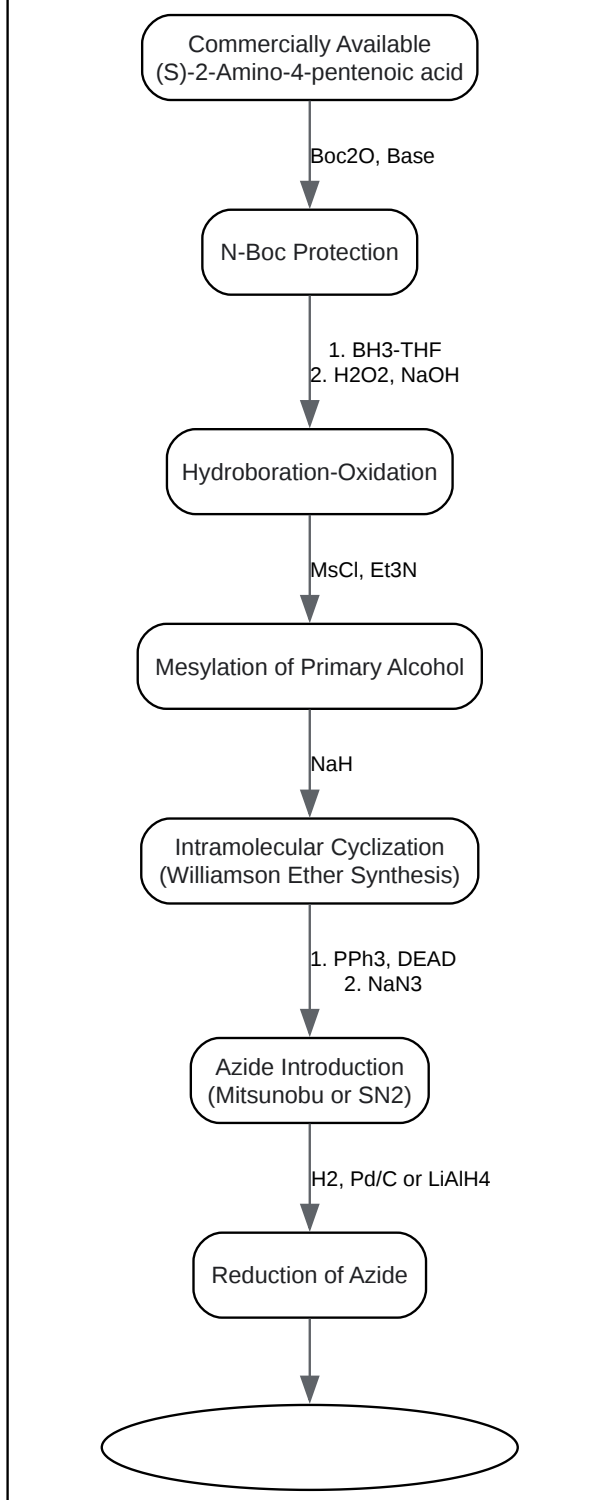 Commercially Available
(S)-2-Amino-4-pentenoic acid
Boc2O, Base
N-Boc Protection
1. BH3-THF
2. H2O2, NaOH
Hydroboration-Oxidation
MsCl, Et3N
Mesylation of Primary Alcohol
NaH
Intramolecular Cyclization
(Williamson Ether Synthesis)
1. PPh3, DEAD
2. NaN3
Azide Introduction
(Mitsunobu or SN2)
H2, Pd/C or LiAlH4
Reduction of Azide